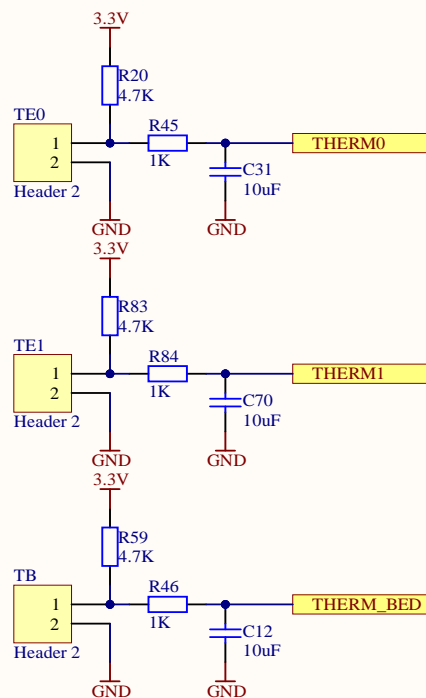 3.3V
R20
4.7K
TE0
R45
1
THERM0
2
1K
C31
10uF
Header 2
GND
GND
3.3V
R83
4.7K
TE1
R84
1
THERM1
2
1K
C70
10uF
Header 2
GND
GND
3.3V
R59
4.7K
TB
R46
1
THERM_BED
2
1K
C12
10uF
Header 2
GND
GND